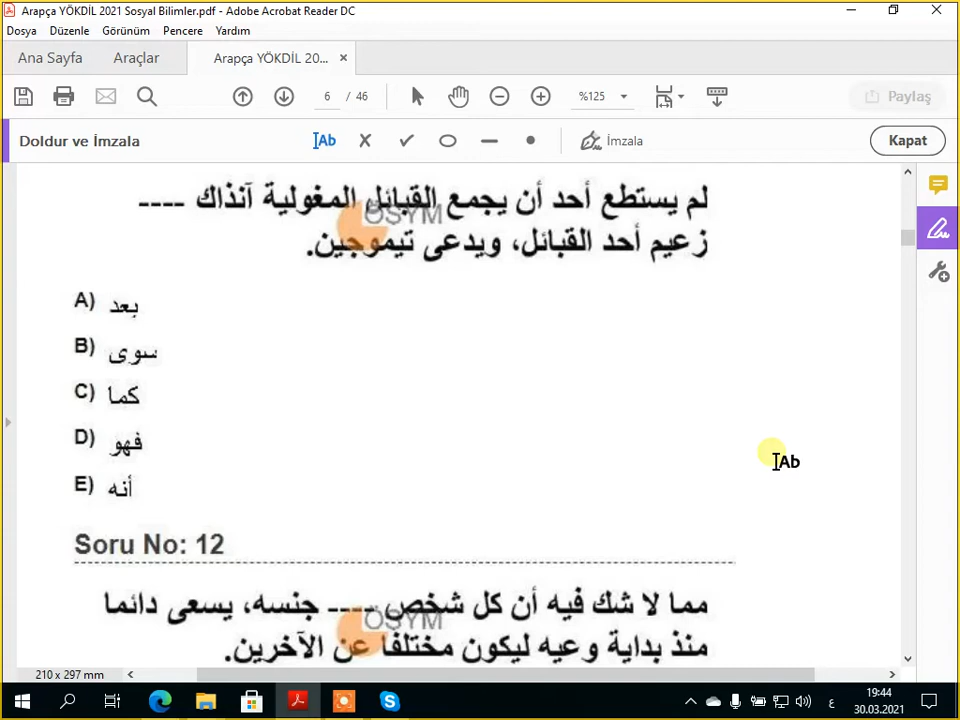 Arapça YÖKDİL 2021 Sosyal Bilimler.pdf - Adobe Acrobat Reader DC
Dosya Düzenle Görünüm Pencere Yardım
Ana Sayfa Araçlar Arapça YÖKDİL 20...
6 / 46 %125 Paylaş
Doldur ve İmzala Ab İmzala Kapat
لم يستطع أحد أن يجمع القبائل المغولية آنذاك ----
ÖSYM
زعيم أحد القبائل، ويدعى تيموجين.
A) بعد
B) سوى
C) كما
D) فهو
E) أنه
Ab
Soru No: 12
مما لا شك فيه أن كل شخص ---- جنسه، يسعى دائما
ÖSYM
منذ بداية وعيه ليكون مختلفا عن الآخرين.
210 x 297 mm
ع 19:44
30.03.2021